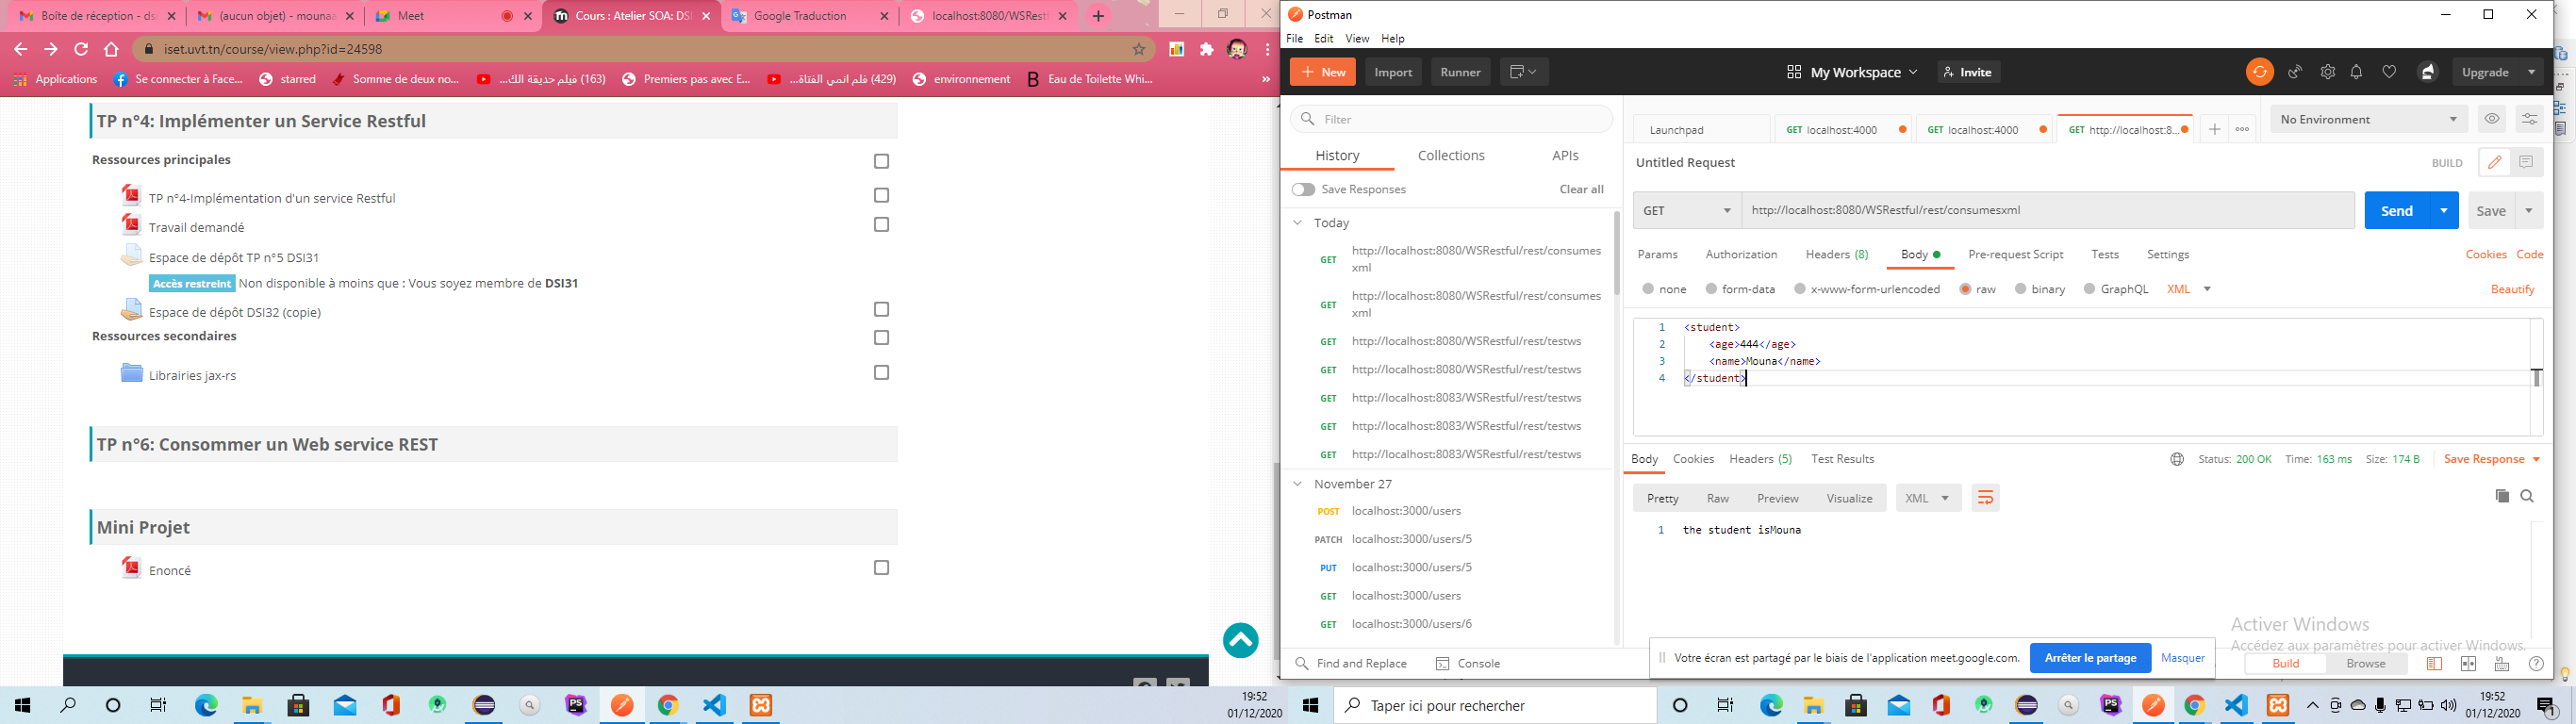 Boîte de réception - ds
(aucun objet) - mounaa
Meet
Cours : Atelier SOA: DSI
Google Traduction
localhost:8080/WSRestf
iset.uvt.tn/course/view.php?id=24598
Applications
Se connecter à Face...
starred
Somme de deux no...
(163) فيلم حديقة الك...
Premiers pas avec E...
(429) فلم انمي الفتاة...
environnement
Eau de Toilette Whi...
»
TP n°4: Implémenter un Service Restful
Ressources principales
TP n°4-Implémentation d'un service Restful
Travail demandé
Espace de dépôt TP n°5 DSI31
Accès restreint Non disponible à moins que : Vous soyez membre de DSI31
Espace de dépôt DSI32 (copie)
Ressources secondaires
Librairies jax-rs
TP n°6: Consommer un Web service REST
Mini Projet
Enoncé
19:52
01/12/2020
Postman
File Edit View Help
+ New
Import
Runner
My Workspace
Invite
Upgrade
Filter
History
Collections
APIs
Save Responses
Clear all
Today
GET http://localhost:8080/WSRestful/rest/consumes
xml
GET http://localhost:8080/WSRestful/rest/consumes
xml
GET http://localhost:8080/WSRestful/rest/testws
GET http://localhost:8080/WSRestful/rest/testws
GET http://localhost:8083/WSRestful/rest/testws
GET http://localhost:8083/WSRestful/rest/testws
GET http://localhost:8083/WSRestful/rest/testws
November 27
POST localhost:3000/users
PATCH localhost:3000/users/5
PUT localhost:3000/users/5
GET localhost:3000/users
GET localhost:3000/users/6
Find and Replace
Console
Launchpad
GET localhost:4000
GET localhost:4000
GET http://localhost:8...
No Environment
Untitled Request
BUILD
GET
http://localhost:8080/WSRestful/rest/consumesxml
Send
Save
Params
Authorization
Headers (8)
Body
Pre-request Script
Tests
Settings
Cookies
Code
none
form-data
x-www-form-urlencoded
raw
binary
GraphQL
XML
Beautify
1 <student>
2 <age>444</age>
3 <name>Mouna</name>
4 </student>
Body
Cookies
Headers (5)
Test Results
Status: 200 OK
Time: 163 ms
Size: 174 B
Save Response
Pretty
Raw
Preview
Visualize
XML
1 the student isMouna
Activer Windows
Accédez aux paramètres pour activer Windows.
Votre écran est partagé par le biais de l'application meet.google.com.
Arrêter le partage
Masquer
Build
Browse
Taper ici pour rechercher
19:52
01/12/2020
1